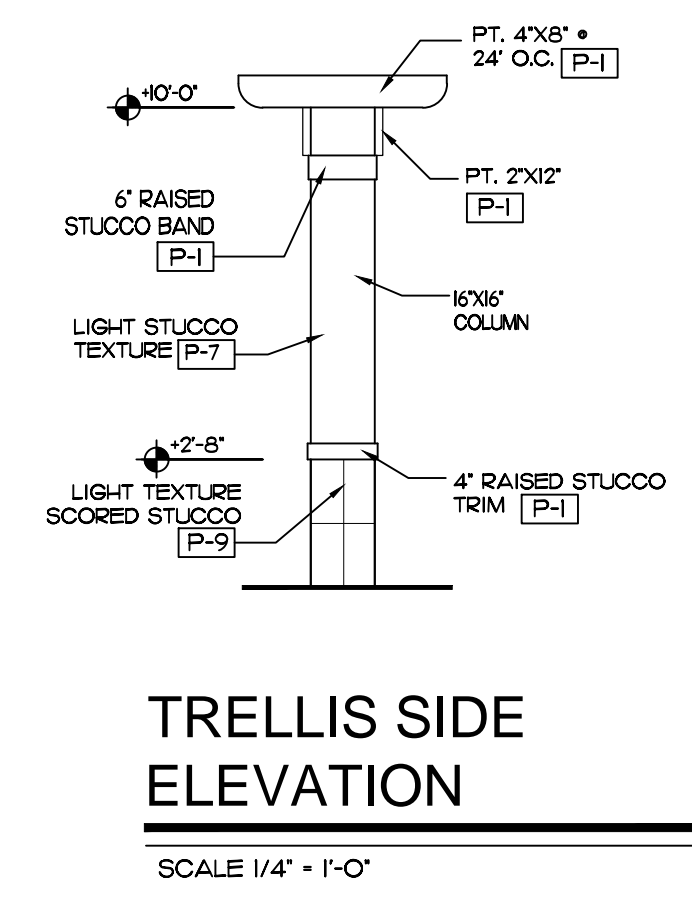 PT. 4"X8" @
24' O.C. P-1
+10'-0"
PT. 2"X12"
P-1
6" RAISED
STUCCO BAND
P-1
16"X16"
COLUMN
LIGHT STUCCO
TEXTURE P-7
+2'-8"
4" RAISED STUCCO
TRIM P-1
LIGHT TEXTURE
SCORED STUCCO
P-9
TRELLIS SIDE
ELEVATION
SCALE 1/4" = 1'-0"